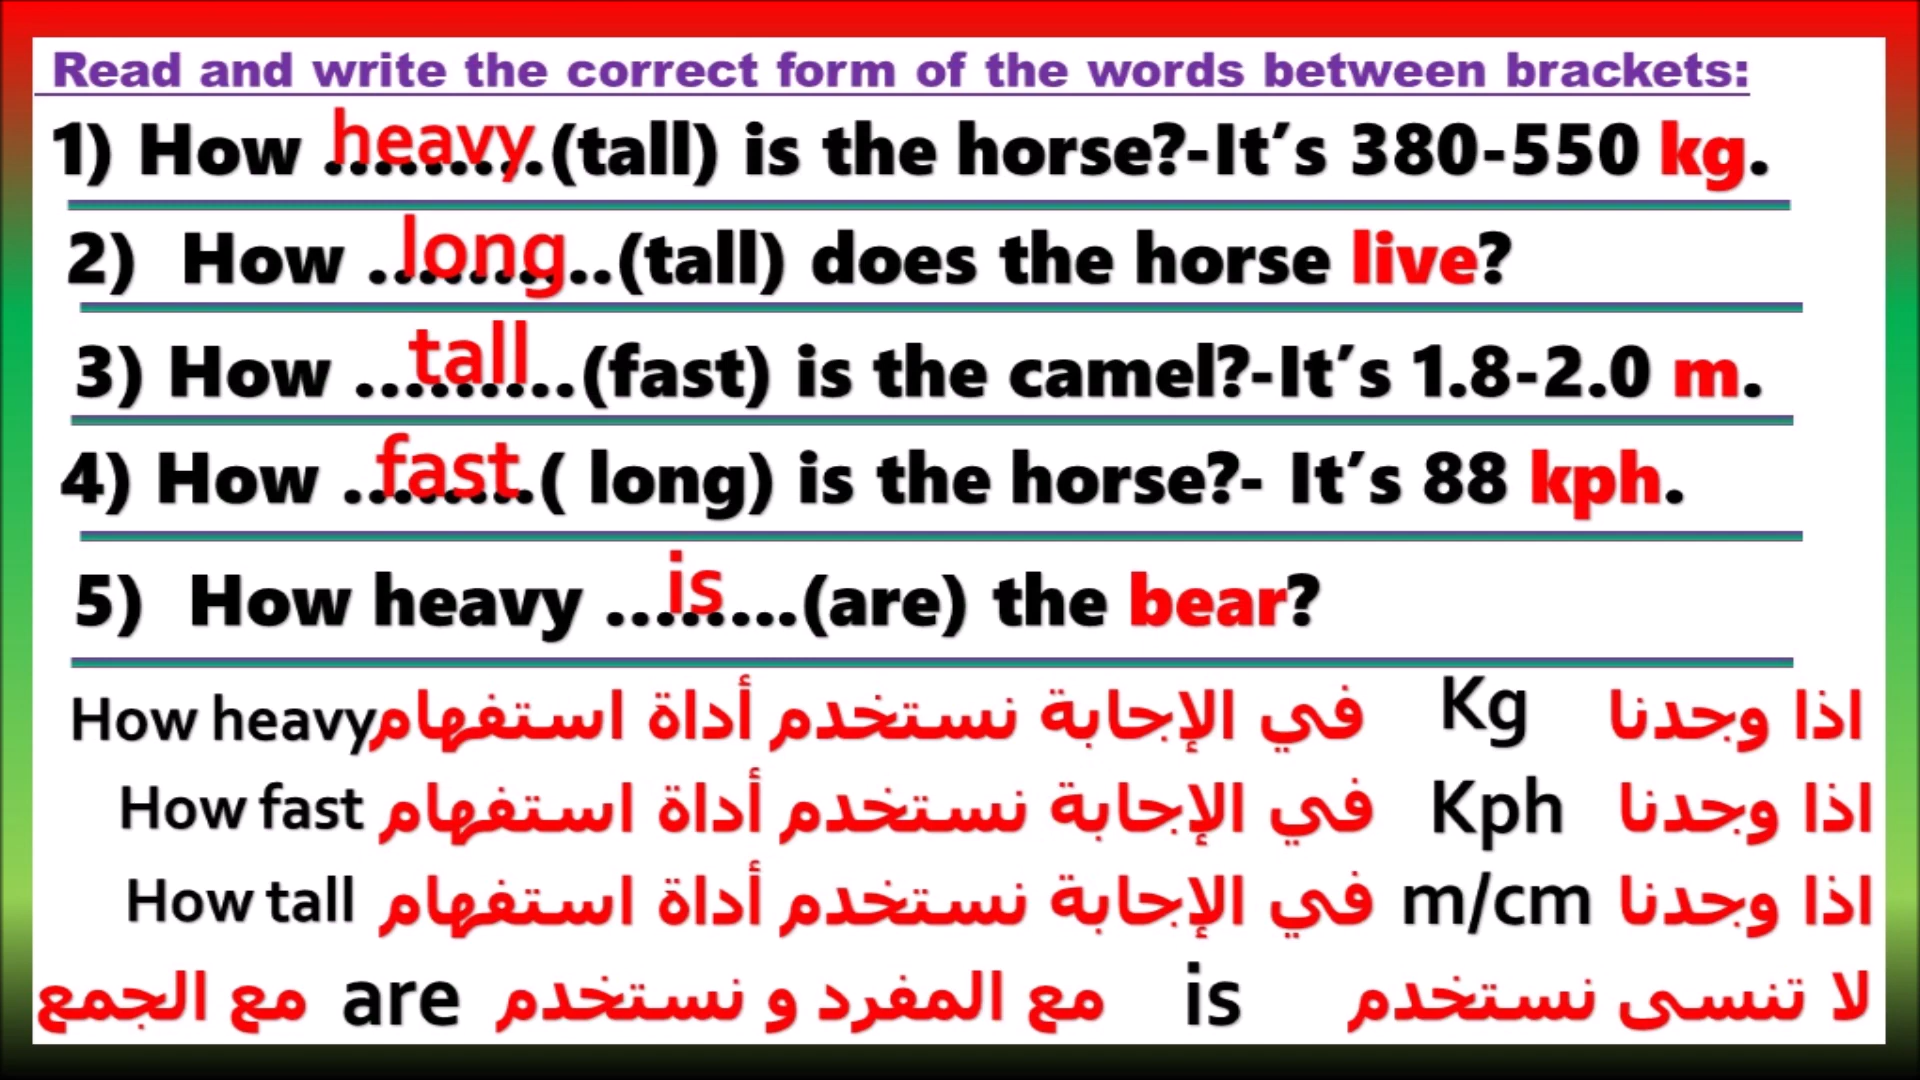 Read and write the correct form of the words between brackets:
1) How ...heavy...(tall) is the horse?-It’s 380-550 kg.
2) How ...long...(tall) does the horse live?
3) How ...tall...(fast) is the camel?-It’s 1.8-2.0 m.
4) How ...fast...( long) is the horse?- It’s 88 kph.
5) How heavy ...is...(are) the bear?
اذا وجدنا Kg في الإجابة نستخدم أداة استفهام How heavy
اذا وجدنا Kph في الإجابة نستخدم أداة استفهام How fast
اذا وجدنا m/cm في الإجابة نستخدم أداة استفهام How tall
لا تنسى نستخدم is مع المفرد و نستخدم are مع الجمع